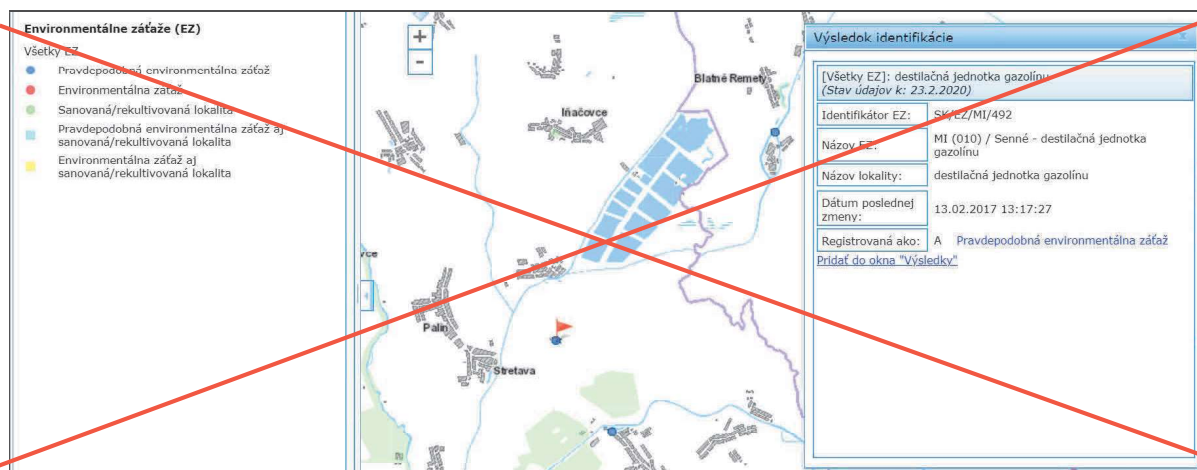 Environmentálne záťaže (EZ)
Všetky EZ
Pravdepodobná environmentálna záťaž
Environmentálna záťaž
Sanovaná/rekultivovaná lokalita
Pravdepodobná environmentálna záťaž aj
sanovaná/rekultivovaná lokalita
Environmentálna záťaž aj
sanovaná/rekultivovaná lokalita
+
-
Blatné Remety
Iňačovce
vce
Palín
Stretava
Výsledok identifikácie
x
[Všetky EZ]: destilačná jednotka gazolínu
(Stav údajov k: 23.2.2020)
Identifikátor EZ: SK/EZ/MI/492
Názov EZ: MI (010) / Senné - destilačná jednotka
gazolínu
Názov lokality: destilačná jednotka gazolínu
Dátum poslednej
zmeny: 13.02.2017 13:17:27
Registrovaná ako: A Pravdepodobná environmentálna záťaž
Pridať do okna "Výsledky"